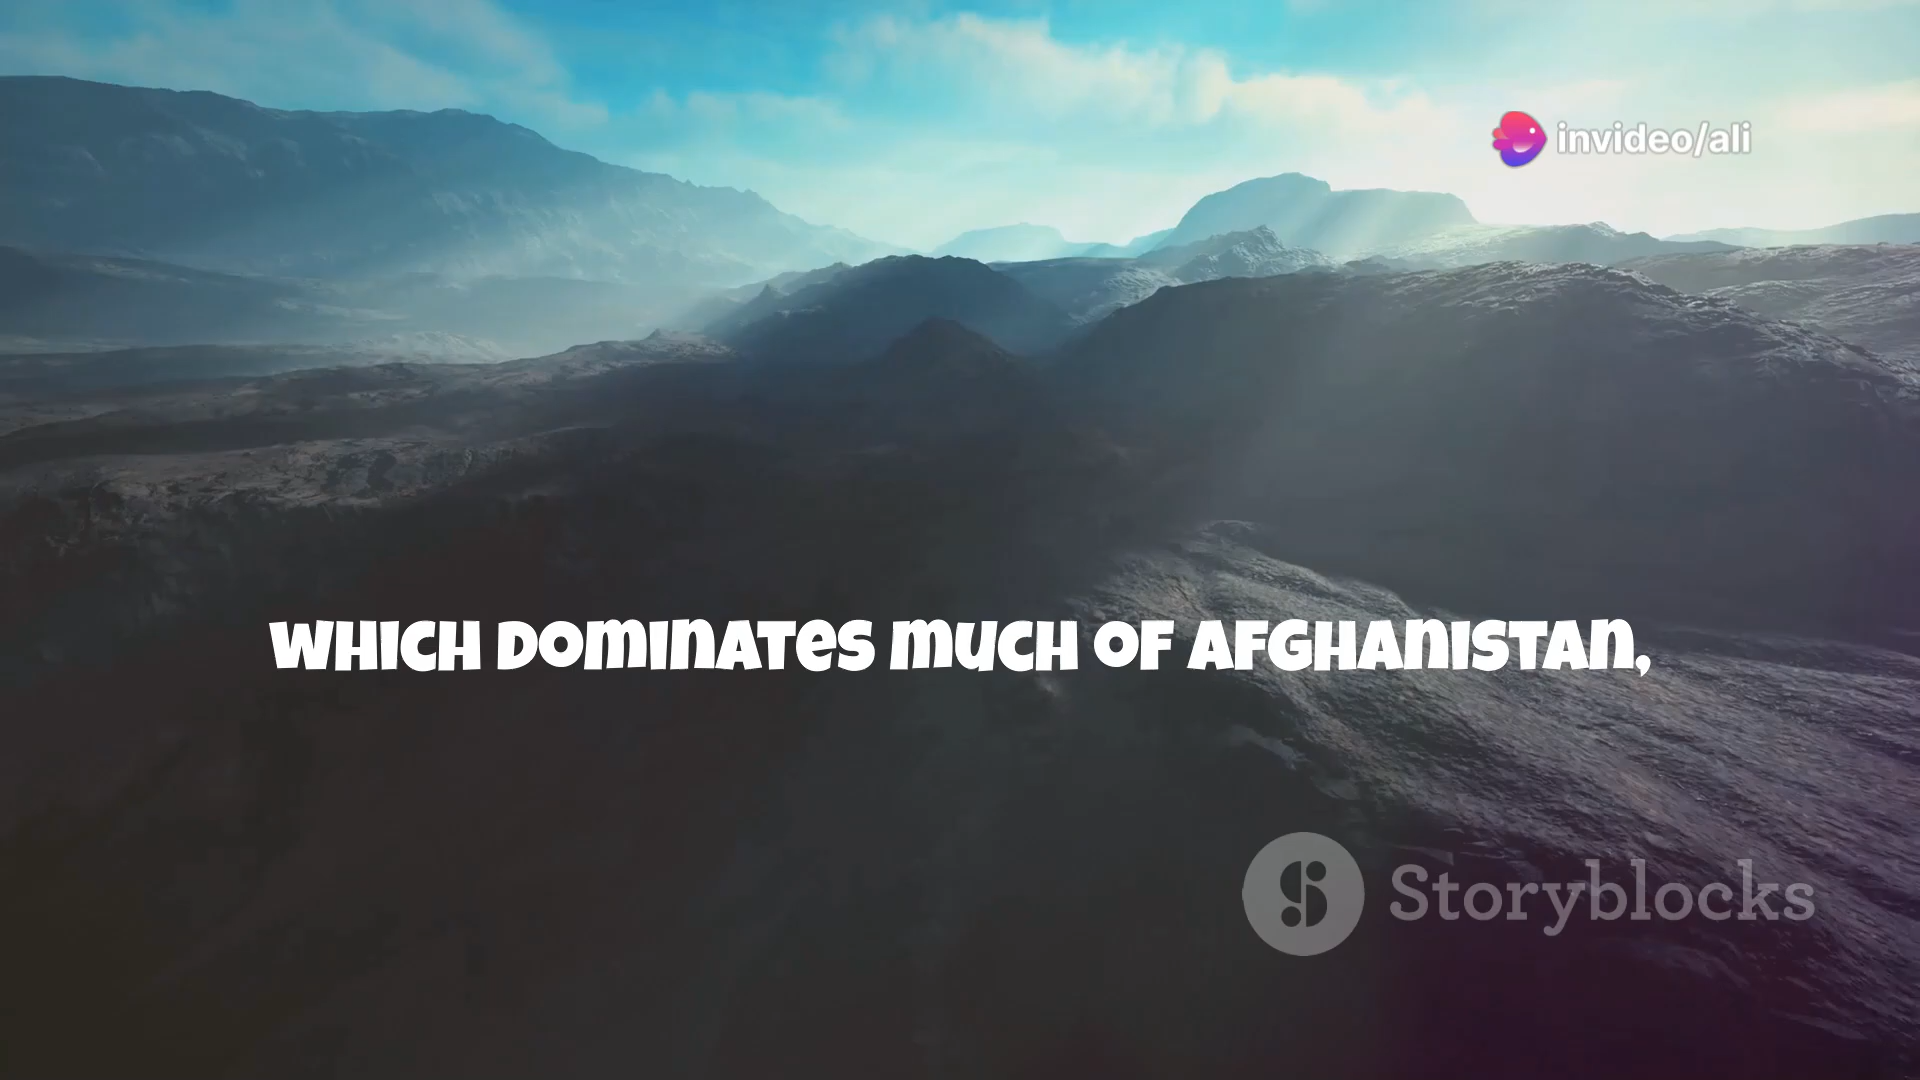 invideo/ali
WHICH DOMINATES MUCH OF AFGHANISTAN,
Storyblocks